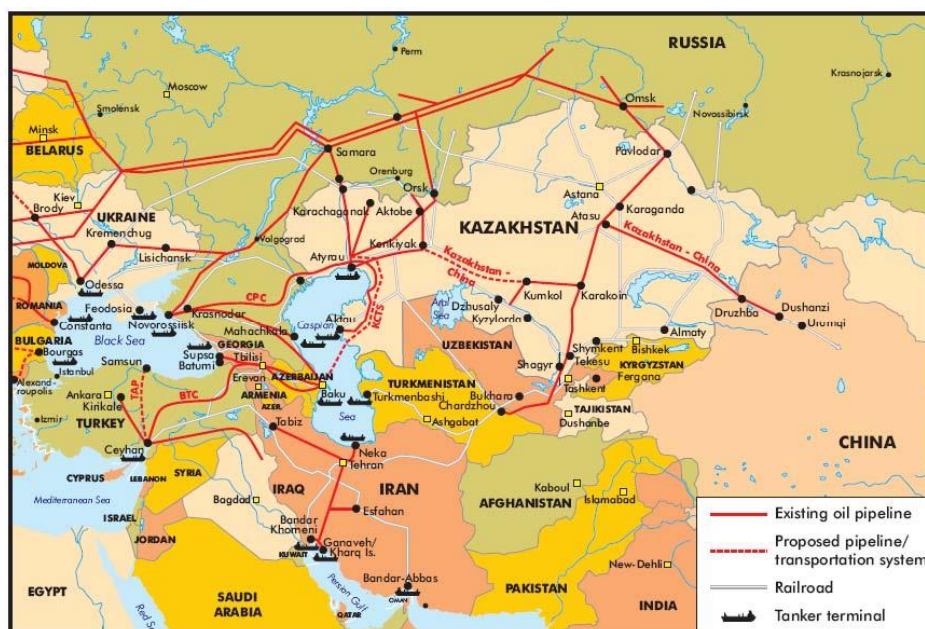 RUSSIA
Perm
Krasnojarsk
Moscow
Smolensk
Omsk
Novossibirsk
Minsk
BELARUS
Samara
Pavlodar
Orenburg
Orsk
Astana
Kiev
Brody
UKRAINE
Karachaganak
Aktobe
Karaganda
Atasu
Kremenchug
KAZAKHSTAN
Lisichansk
Volgograd
Kenkiyak
Atyrau
Kazakhstan -
China
Kazakhstan - China
MOLDOVA
Odessa
KCTS
CPC
Kumkol
Karakoin
Druzhba
Dushanzi
Urumqi
ROMANIA
Feodosia
Krasnodar
Aral
Sea
Dzhusaly
Kyzylorda
Constanta
Novorossiisk
Caspian
Aktau
Makhachkala
Almaty
BULGARIA
Black Sea
GEORGIA
UZBEKISTAN
Shymkent
Bishkek
Bourgas
Samsun
Supsa
Tbilisi
Batumi
Shagyr
Tekesu
KYRGYZSTAN
Istanbul
Erevan
AZERBAIJAN
Fergana
Alexand-
roupolis
Ankara
Kirikale
TAP
BTC
ARMENIA
AZER.
Baku
TURKMENISTAN
Turkmenbashi
Bukhara
Tashkent
Chardzhou
TAJIKISTAN
Izmir
TURKEY
Tabiz
Sea
Ashgabat
Dushanbe
CHINA
Ceyhan
Neka
Tehran
SYRIA
CYPRUS
LEBANON
IRAQ
IRAN
Kaboul
Islamabad
Mediterranean Sea
Bagdad
AFGHANISTAN
ISRAEL
Esfahan
JORDAN
Bandar
Khomeni
KUWAIT
Ganaveh/
Kharq Is.
New-Dehli
EGYPT
SAUDI
ARABIA
Persian Gulf
Bandar-Abbas
OMAN
PAKISTAN
INDIA
Red
QATAR
Existing oil pipeline
Proposed pipeline/
transportation system
Railroad
Tanker terminal